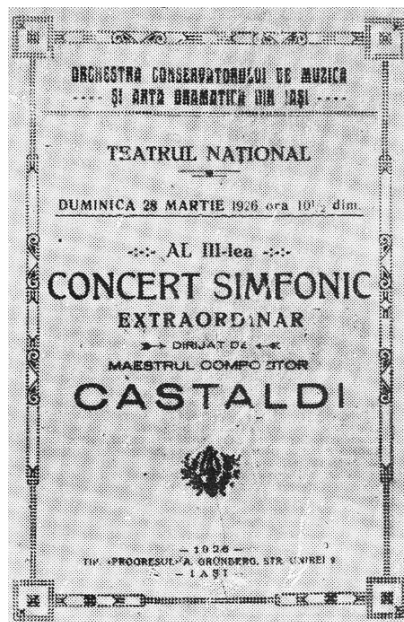 ORCHESTRA CONSERVATORULUI DE MUZICA
ȘI ARTA DRAMATICA DIN IAȘI
TEATRUL NAȚIONAL
DUMINICA 28 MARTIE 1926 ora 10½ dim.
AL III-lea
CONCERT SIMFONIC
EXTRAORDINAR
DIRIJAT DE
MAESTRUL COMPOZITOR
CASTALDI
— 1926 —
TIP. «PROGRESUL» A. GRÜNBERG, STR. UNIREI 9
— IAȘI —